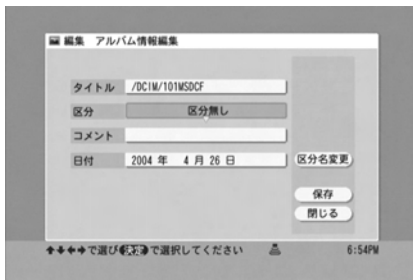 編集 アルバム情報編集
タイトル /DCIM/101MSDCF
区分 区分無し
コメント
日付 2004 年 4 月 26 日
区分名変更
保存
閉じる
で選び 決定 で選択してください 6:54PM